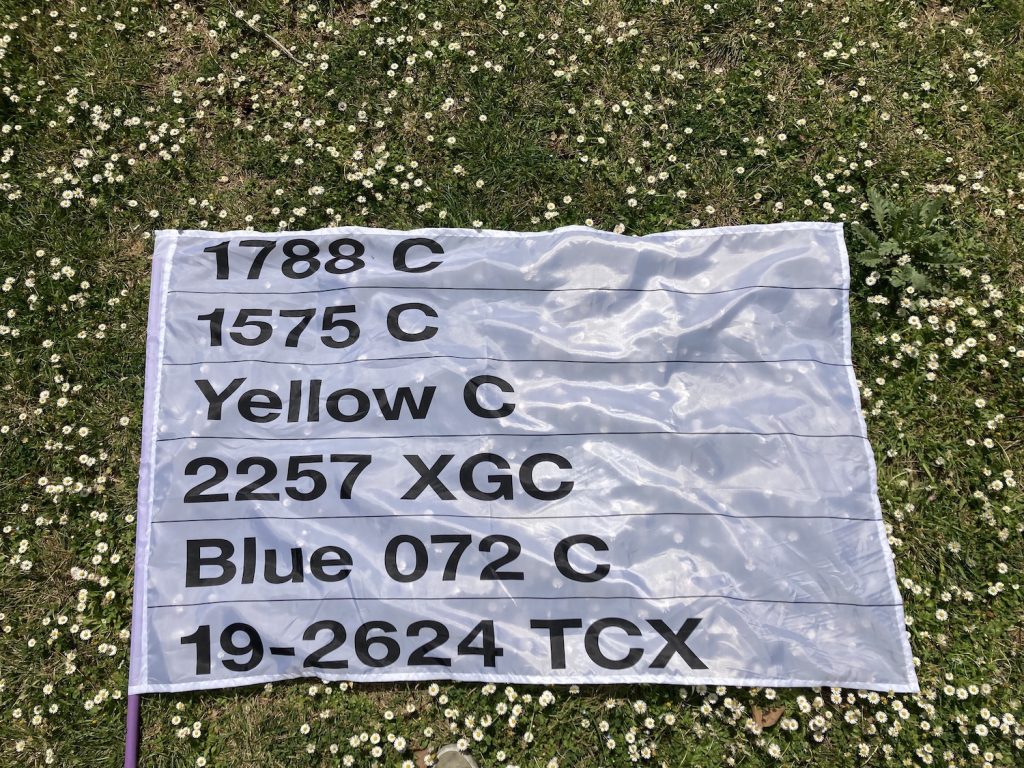 1788 C
1575 C
Yellow C
2257 XGC
Blue 072 C
19-2624 TCX